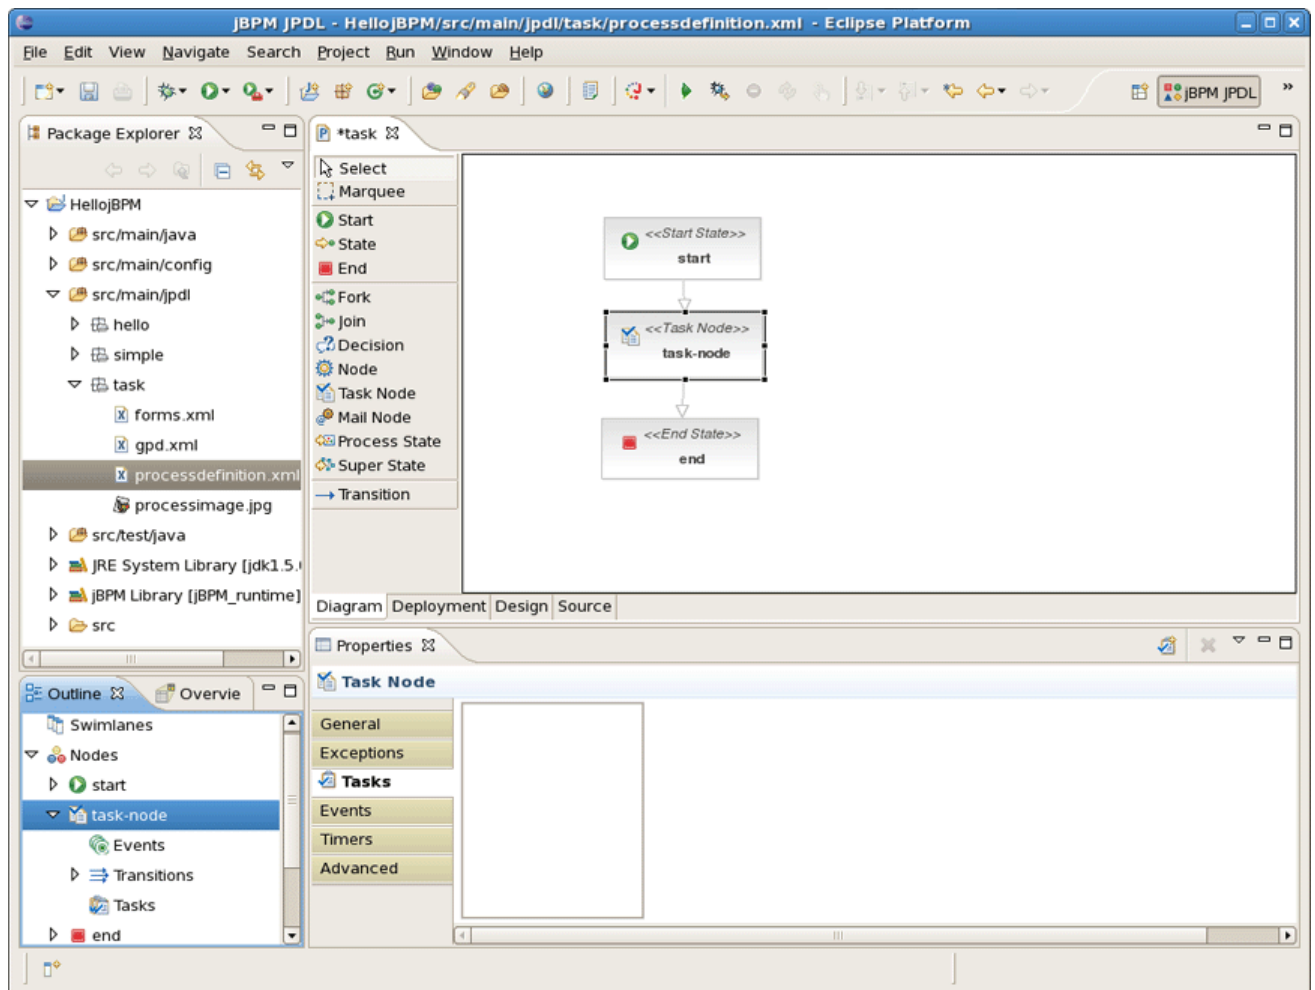 jBPM JPDL - HellojBPM/src/main/jpdl/task/processdefinition.xml - Eclipse Platform
File Edit View Navigate Search Project Run Window Help
jBPM JPDL »
Package Explorer
HellojBPM
src/main/java
src/main/config
src/main/jpdl
hello
simple
task
forms.xml
gpd.xml
processdefinition.xml
processimage.jpg
src/test/java
JRE System Library [jdk1.5.
jBPM Library [jBPM_runtime]
src
*task
Select
Marquee
Start
State
End
Fork
Join
Decision
Node
Task Node
Mail Node
Process State
Super State
Transition
<<Start State>>
start
<<Task Node>>
task-node
<<End State>>
end
Diagram Deployment Design Source
Outline Overvie
Swimlanes
Nodes
start
task-node
Events
Transitions
Tasks
end
Properties
Task Node
General
Exceptions
Tasks
Events
Timers
Advanced